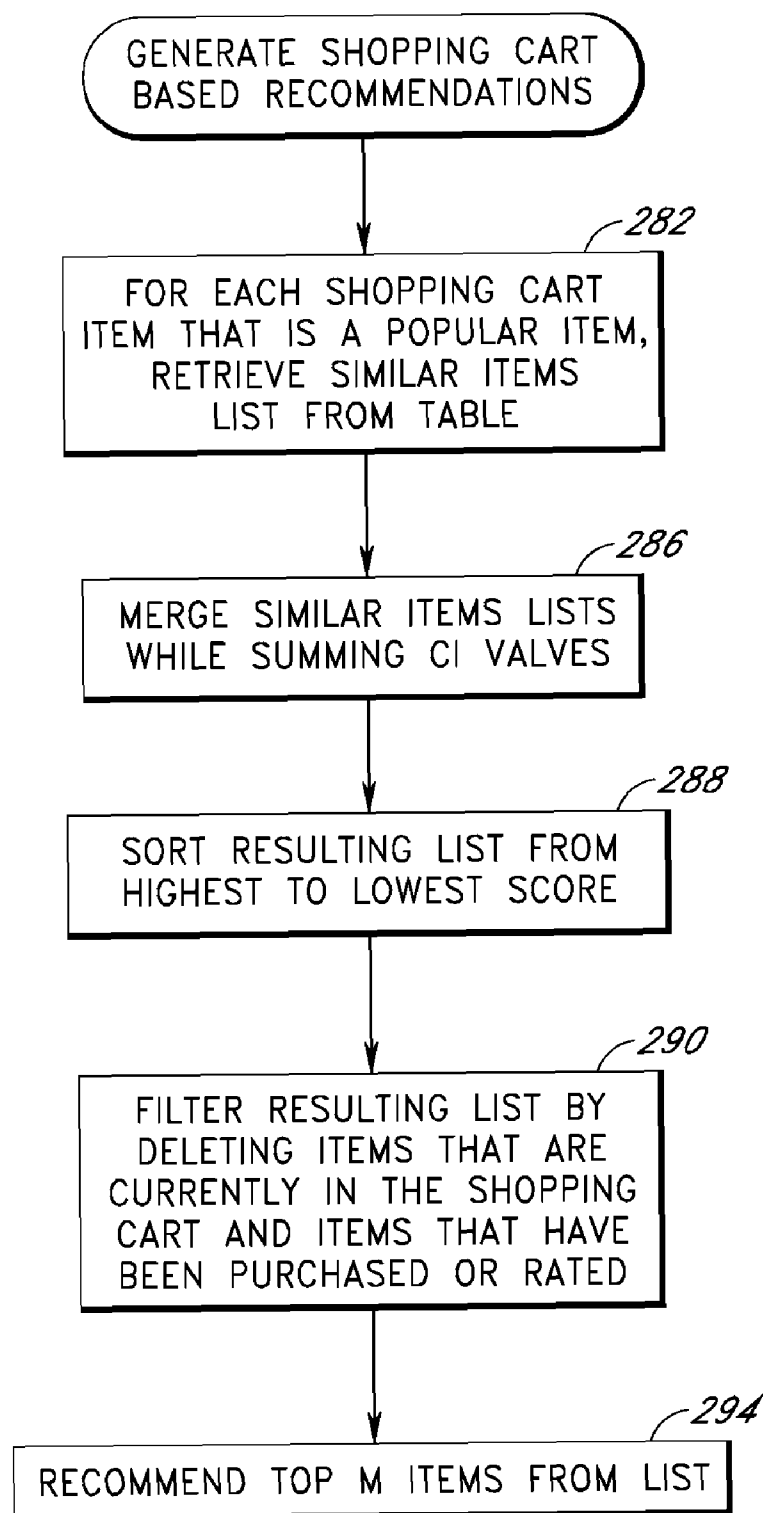 GENERATE SHOPPING CART
BASED RECOMMENDATIONS
282
FOR EACH SHOPPING CART
ITEM THAT IS A POPULAR ITEM,
RETRIEVE SIMILAR ITEMS
LIST FROM TABLE
286
MERGE SIMILAR ITEMS LISTS
WHILE SUMMING CI VALVES
288
SORT RESULTING LIST FROM
HIGHEST TO LOWEST SCORE
290
FILTER RESULTING LIST BY
DELETING ITEMS THAT ARE
CURRENTLY IN THE SHOPPING
CART AND ITEMS THAT HAVE
BEEN PURCHASED OR RATED
294
RECOMMEND TOP M ITEMS FROM LIST